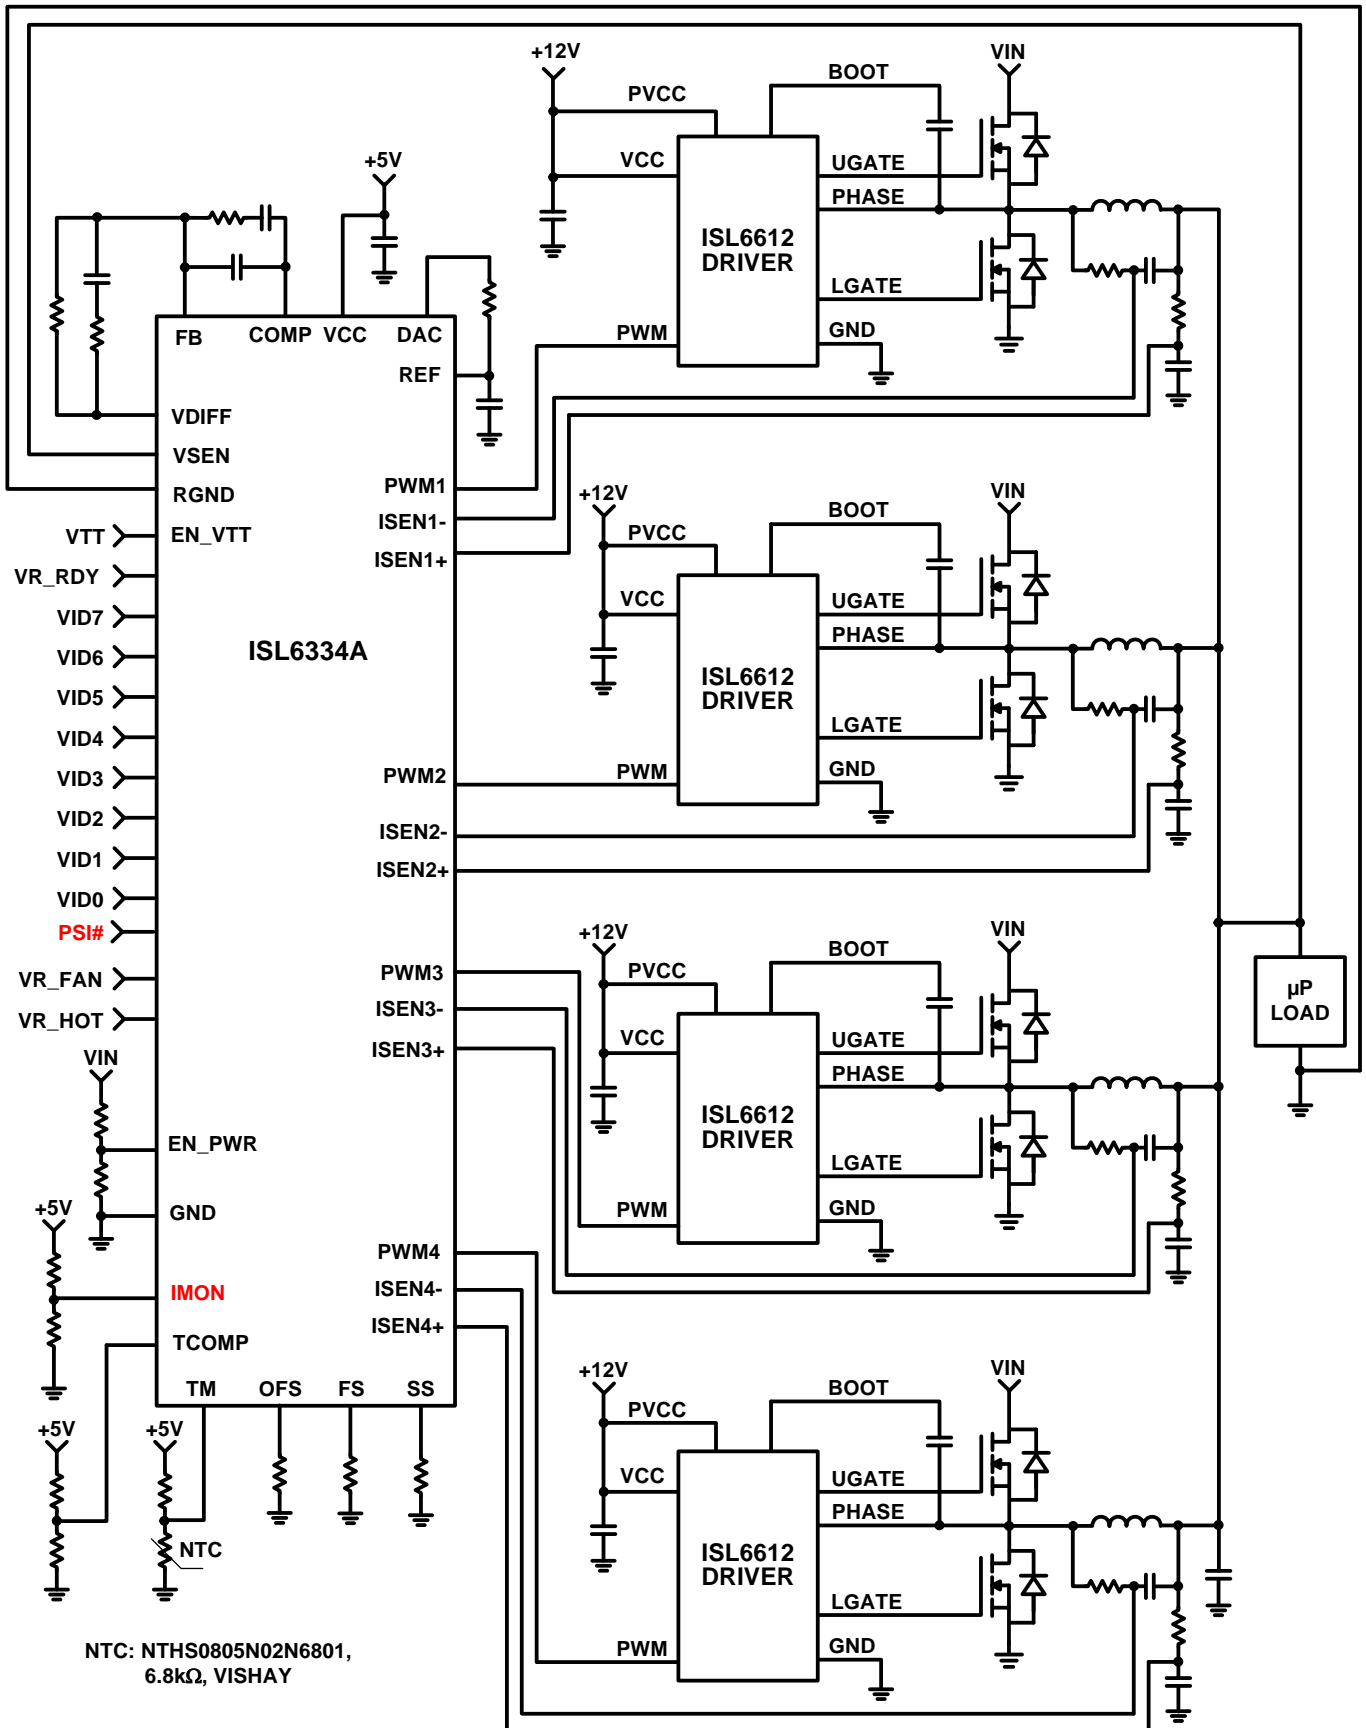 +12V
VIN
BOOT
PVCC
+5V
VCC
UGATE
PHASE
ISL6612
DRIVER
LGATE
GND
PWM
FB
COMP
VCC
DAC
REF
VDIFF
VSEN
RGND
VTT
EN_VTT
VR_RDY
VID7
VID6
VID5
VID4
VID3
VID2
VID1
VID0
PSI#
VR_FAN
VR_HOT
VIN
EN_PWR
GND
+5V
IMON
TCOMP
TM
OFS
FS
SS
+5V
+5V
NTC
ISL6334A
PWM1
ISEN1-
ISEN1+
PWM2
ISEN2-
ISEN2+
PWM3
ISEN3-
ISEN3+
PWM4
ISEN4-
ISEN4+
+12V
VIN
BOOT
PVCC
VCC
UGATE
PHASE
ISL6612
DRIVER
LGATE
GND
PWM
+12V
VIN
BOOT
PVCC
VCC
UGATE
PHASE
ISL6612
DRIVER
LGATE
GND
PWM
µP
LOAD
+12V
VIN
BOOT
PVCC
VCC
UGATE
PHASE
ISL6612
DRIVER
LGATE
GND
PWM
NTC: NTHS0805N02N6801,
6.8kΩ, VISHAY